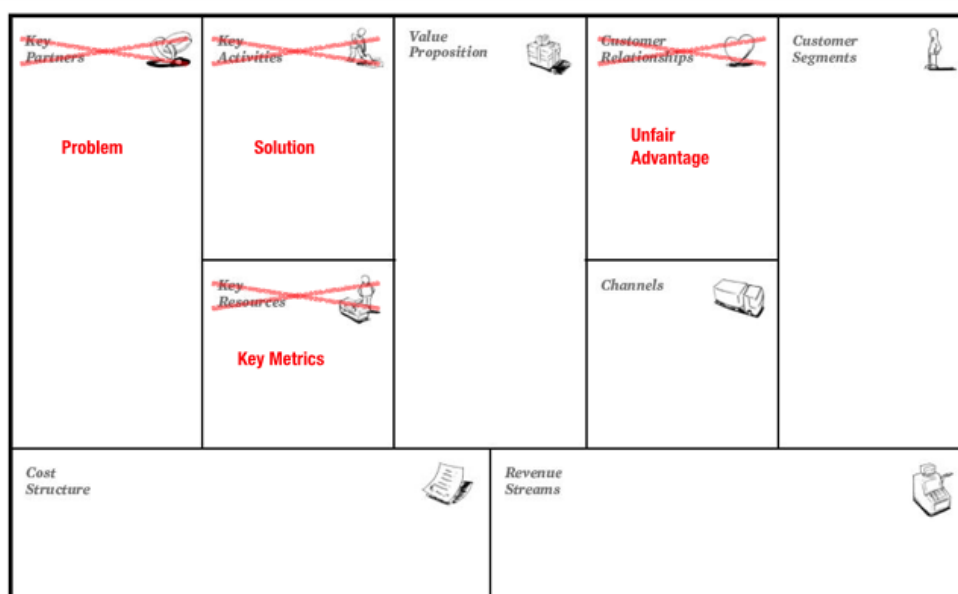 Key
Partners
Problem
Key
Activities
Solution
Key
Resources
Key Metrics
Value
Proposition
Customer
Relationships
Unfair
Advantage
Channels
Customer
Segments
Cost
Structure
Revenue
Streams